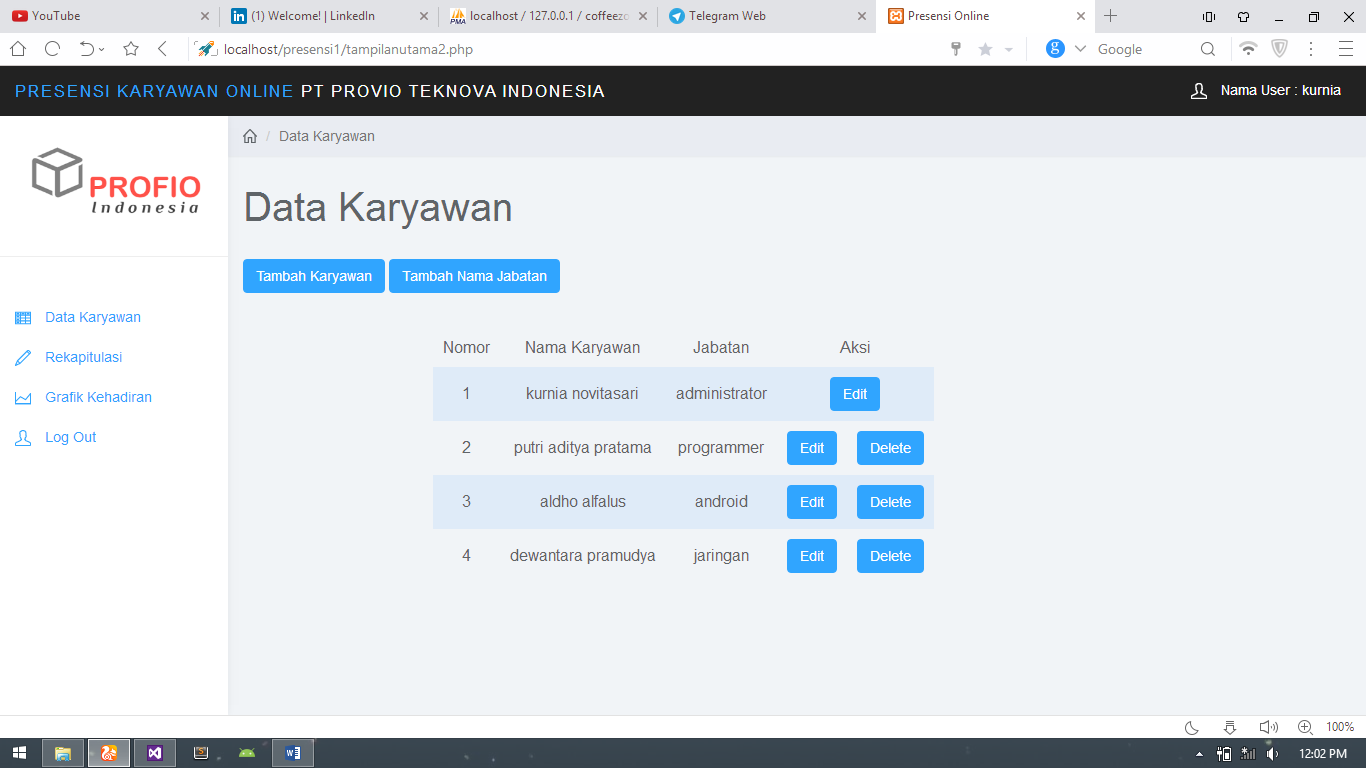 YouTube
(1) Welcome! | LinkedIn
localhost / 127.0.0.1 / coffeezo
Telegram Web
Presensi Online
localhost/presensi1/tampilanutama2.php
Google
PRESENSI KARYAWAN ONLINE PT PROVIO TEKNOVA INDONESIA
Nama User : kurnia
PROFIO
Indonesia
Data Karyawan
Rekapitulasi
Grafik Kehadiran
Log Out
/ Data Karyawan
Data Karyawan
Tambah Karyawan Tambah Nama Jabatan
Nomor Nama Karyawan Jabatan Aksi
1 kurnia novitasari administrator Edit
2 putri aditya pratama programmer Edit Delete
3 aldho alfalus android Edit Delete
4 dewantara pramudya jaringan Edit Delete
100%
12:02 PM